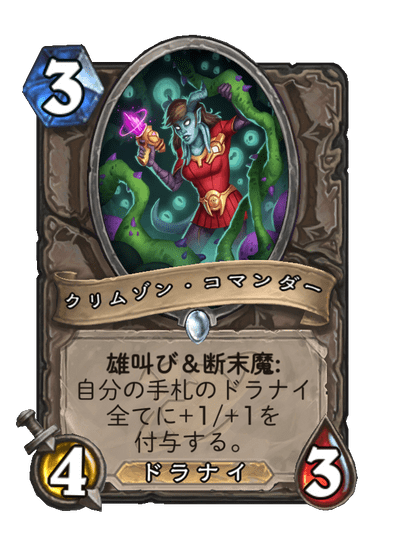 3
クリムゾン・コマンダー
雄叫び＆断末魔:
自分の手札のドラナイ
全てに+1/+1を
付与する。
4
ドラナイ
3